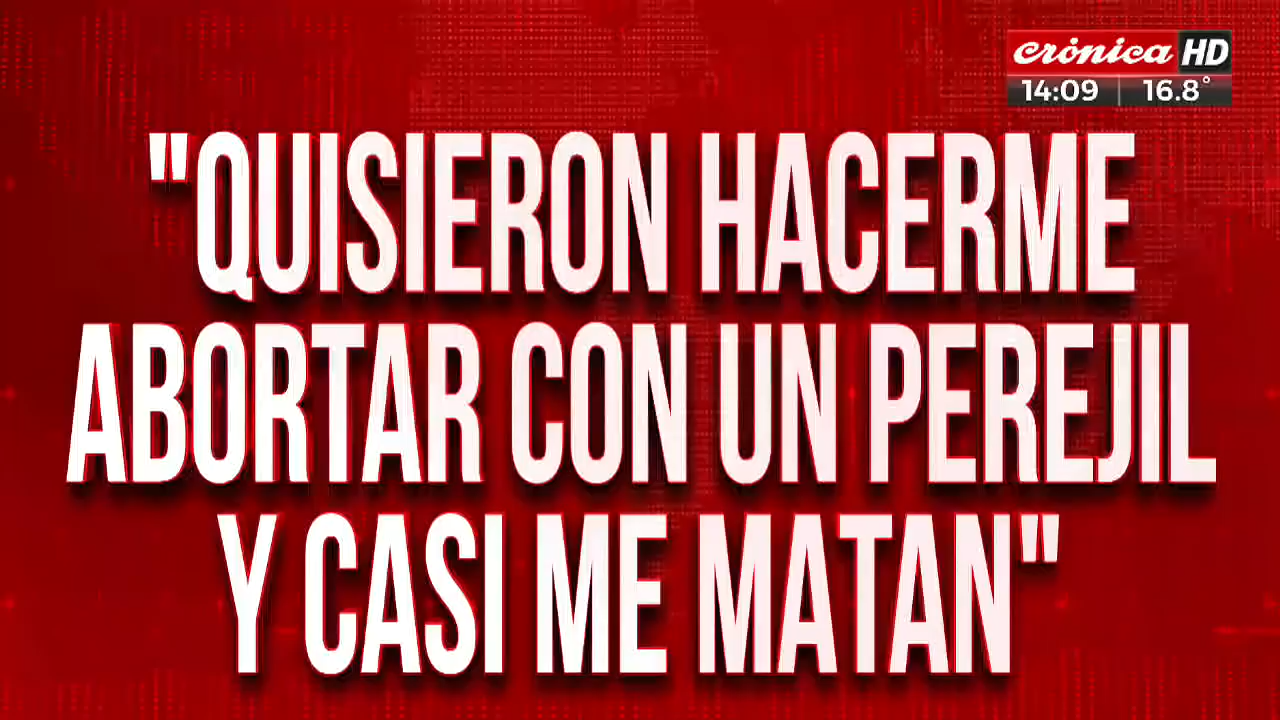 crónica HD
14:09 | 16.8°
"QUISIERON HACERME
ABORTAR CON UN PEREJIL
Y CASI ME MATAN"